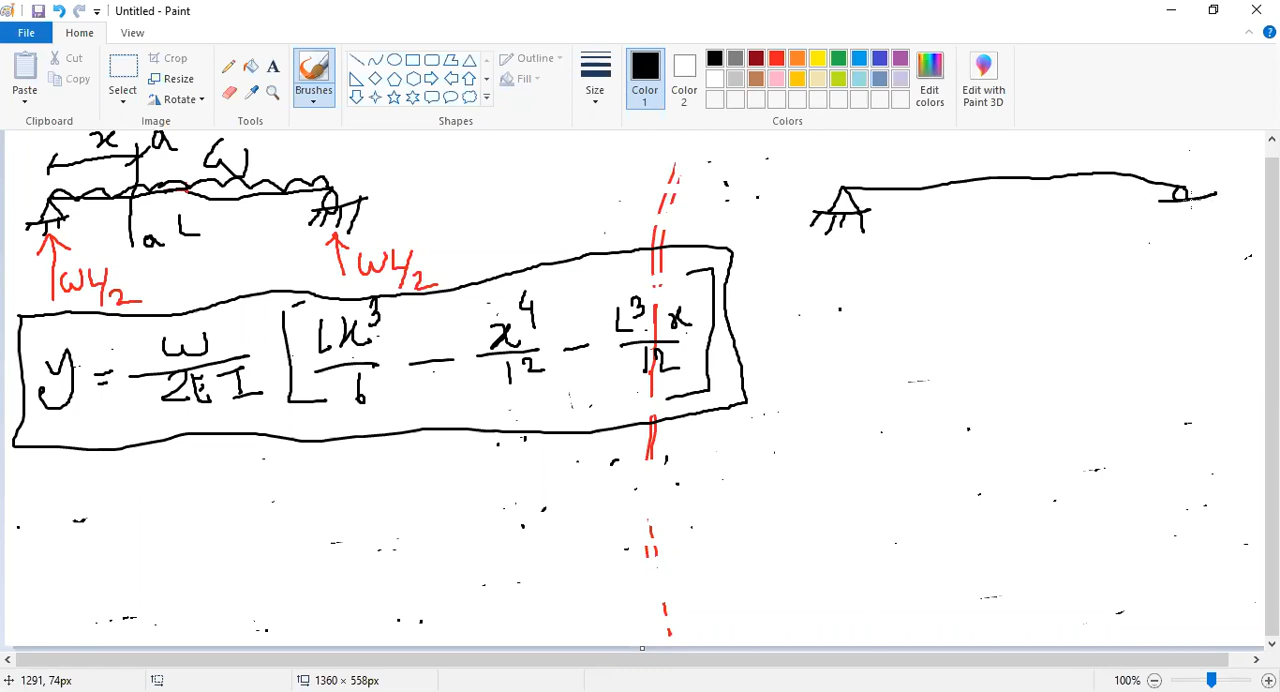 Untitled - Paint
File Home View
Paste
Cut
Copy
Clipboard
Select
Crop
Resize
Rotate
Image
A
Tools
Brushes
Outline
Fill
Shapes
Size
Color 1
Color 2
Colors
Edit colors
Edit with Paint 3D
x a
W
a L
WL/2 WL/2
y = w/2EI [Lx³/6 − x⁴/12 − L³x/12]
1291, 74px
1360 × 558px
100%